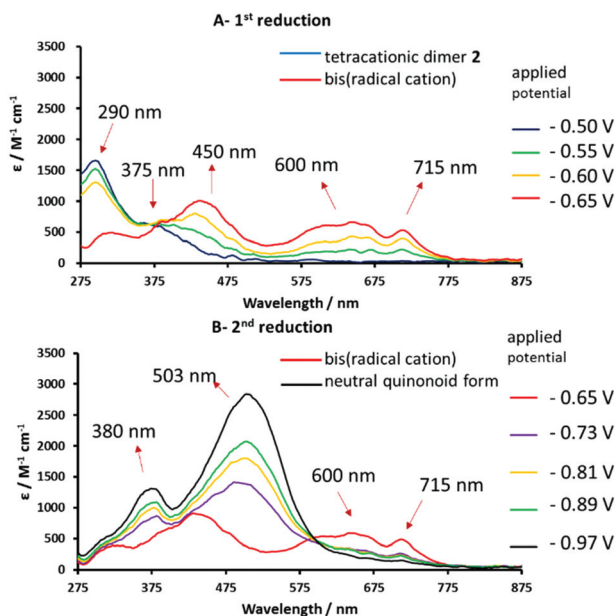 A- 1st reduction
tetracationic dimer 2
bis(radical cation)
applied
potential
- 0.50 V
- 0.55 V
- 0.60 V
- 0.65 V
290 nm
375 nm
450 nm
600 nm
715 nm
ε / M-1 cm-1
3500
3000
2500
2000
1500
1000
500
0
275 375 475 575 675 775 875
Wavelength / nm
B- 2nd reduction
bis(radical cation)
neutral quinonoid form
applied
potential
- 0.65 V
- 0.73 V
- 0.81 V
- 0.89 V
- 0.97 V
503 nm
380 nm
600 nm
715 nm
ε / M-1 cm-1
3500
3000
2500
2000
1500
1000
500
0
275 375 475 575 675 775 875
Wavelength / nm